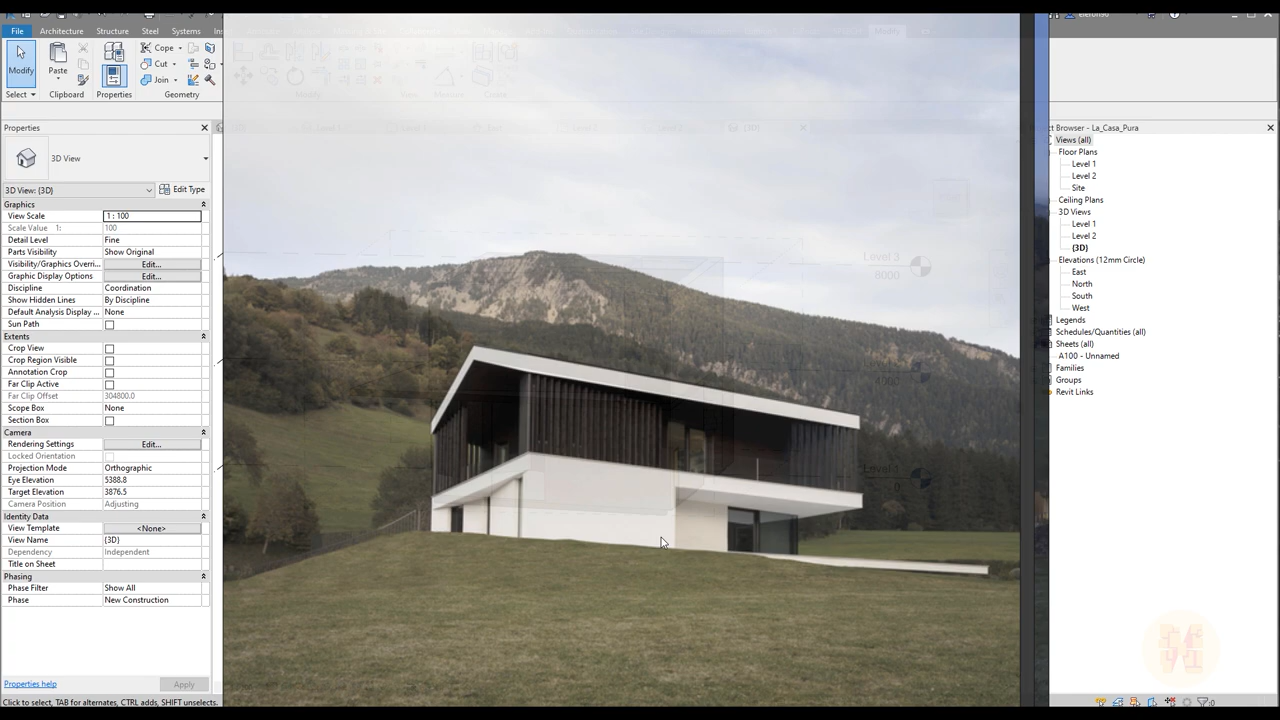 File Architecture Structure Steel Systems
elefon98
Modify
Modify Paste Properties Cope Cut Join
Select Clipboard Properties Geometry
Modify
Properties
ct Browser - La_Casa_Pura
Views (all)
3D View
Floor Plans
Level 1
Level 2
3D View: {3D} Edit Type
Site
Graphics
Ceiling Plans
View Scale 1 : 100
3D Views
Scale Value 1: 100
Level 1
Detail Level Fine
Level 2
Parts Visibility Show Original
(3D)
Visibility/Graphics Overri... Edit...
Level 3
Elevations (12mm Circle)
Graphic Display Options Edit...
8000
East
Discipline Coordination
North
Show Hidden Lines By Discipline
South
Default Analysis Display ... None
West
Sun Path
Legends
Extents
Schedules/Quantities (all)
Crop View
Sheets (all)
Crop Region Visible
A100 - Unnamed
Annotation Crop
Families
Far Clip Active
Groups
Far Clip Offset 304800.0
Revit Links
Scope Box None
Section Box
Camera
Rendering Settings Edit...
Locked Orientation
Projection Mode Orthographic
Eye Elevation 5388.8
Target Elevation 3876.5
Camera Position Adjusting
Identity Data
View Template <None>
View Name {3D}
Dependency Independent
Title on Sheet
Phasing
Phase Filter Show All
Phase New Construction
Properties help Apply
Click to select, TAB for alternates, CTRL adds, SHIFT unselects.
:0